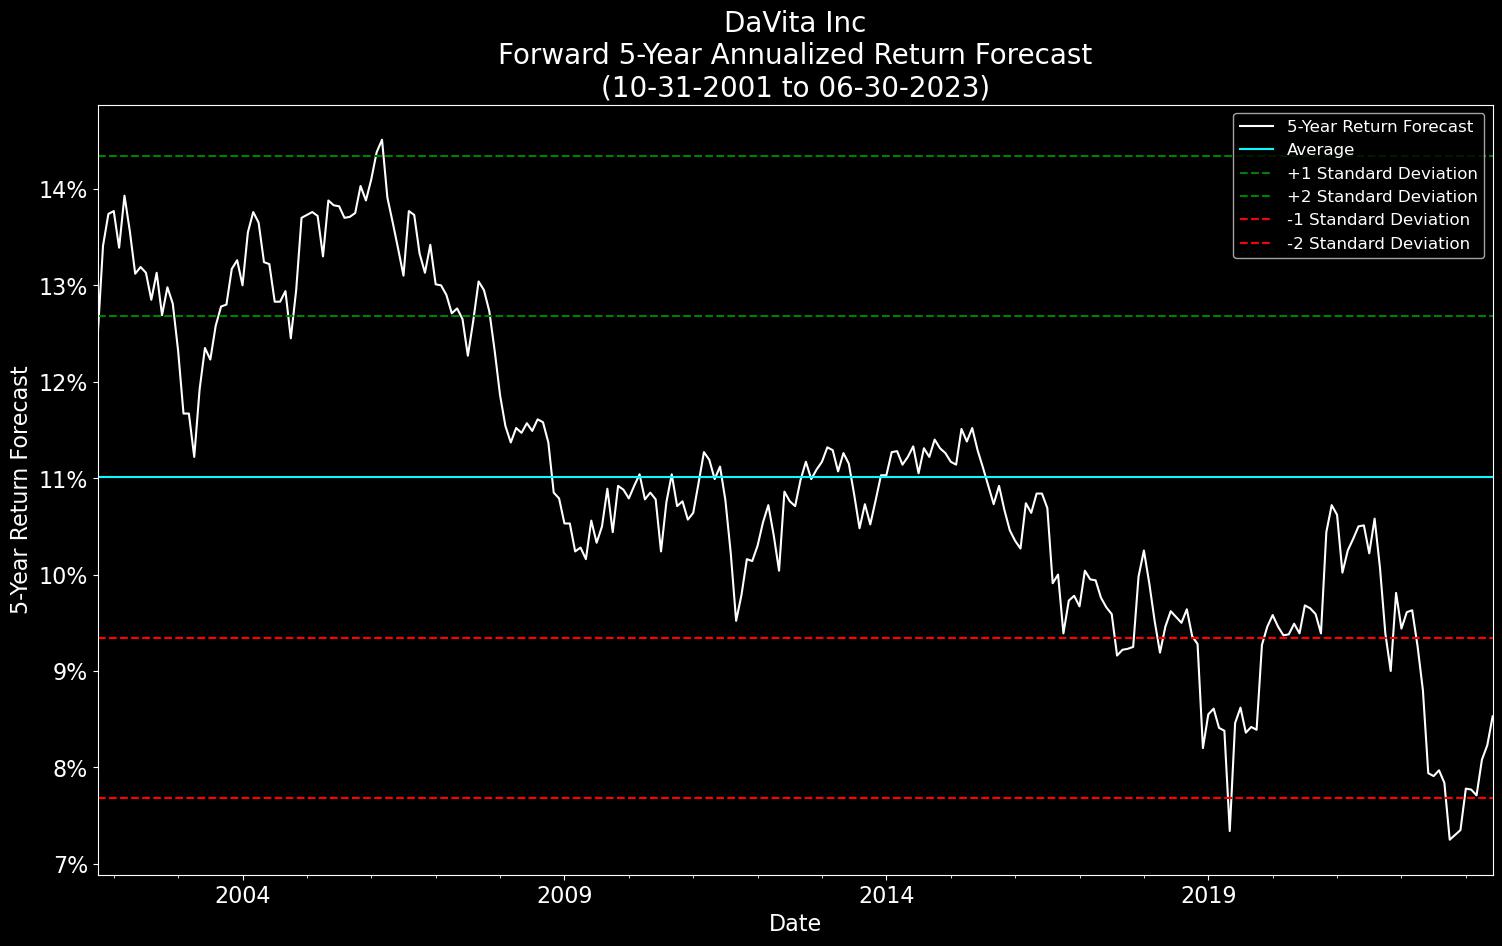 DaVita Inc
Forward 5-Year Annualized Return Forecast
(10-31-2001 to 06-30-2023)
5-Year Return Forecast
Average
+1 Standard Deviation
+2 Standard Deviation
-1 Standard Deviation
-2 Standard Deviation
14%
13%
12%
11%
10%
9%
8%
7%
5-Year Return Forecast
2004
2009
2014
2019
Date